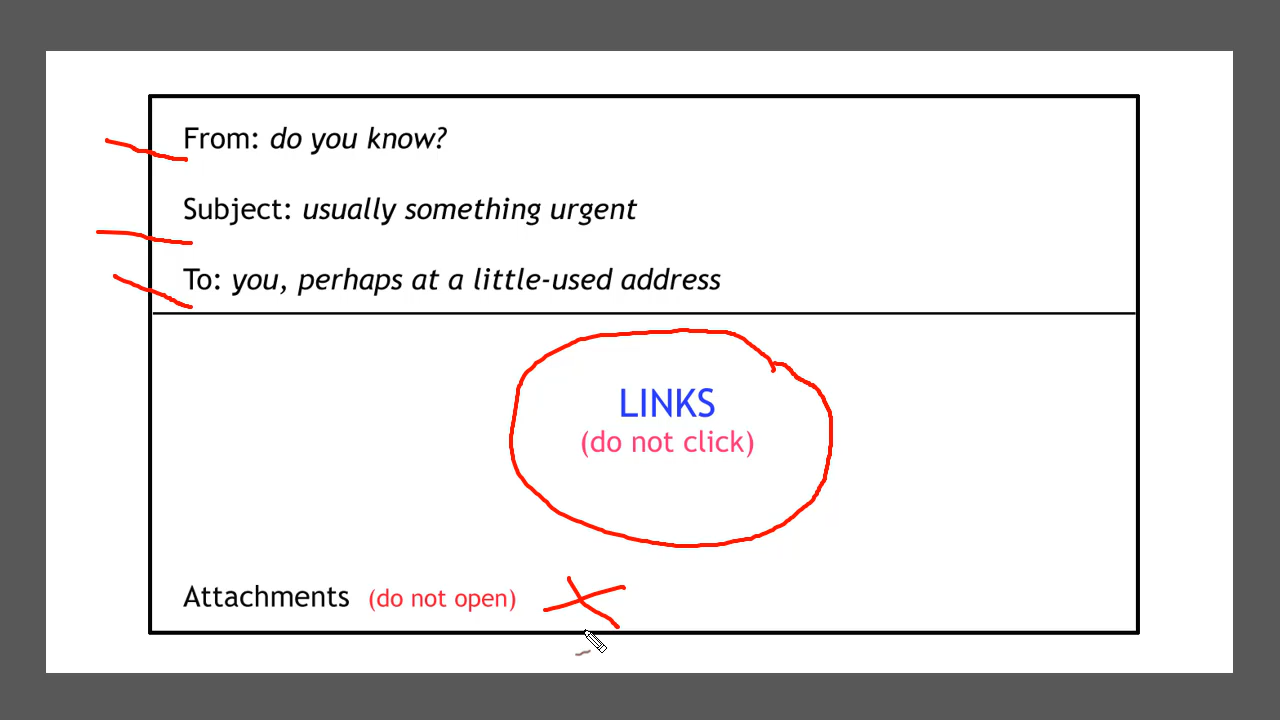 From: do you know?
Subject: usually something urgent
To: you, perhaps at a little-used address
LINKS
(do not click)
Attachments (do not open)